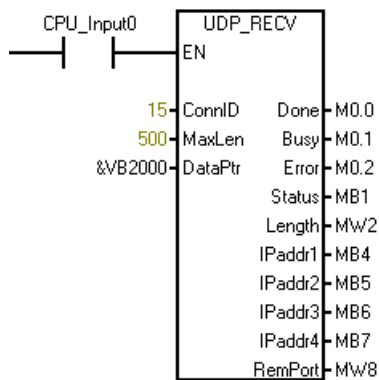 CPU_Input0 UDP_RECV
EN
15 ConnID Done M0.0
500 MaxLen Busy M0.1
&VB2000 DataPtr Error M0.2
Status MB1
Length MW2
IPaddr1 MB4
IPaddr2 MB5
IPaddr3 MB6
IPaddr4 MB7
RemPort MW8